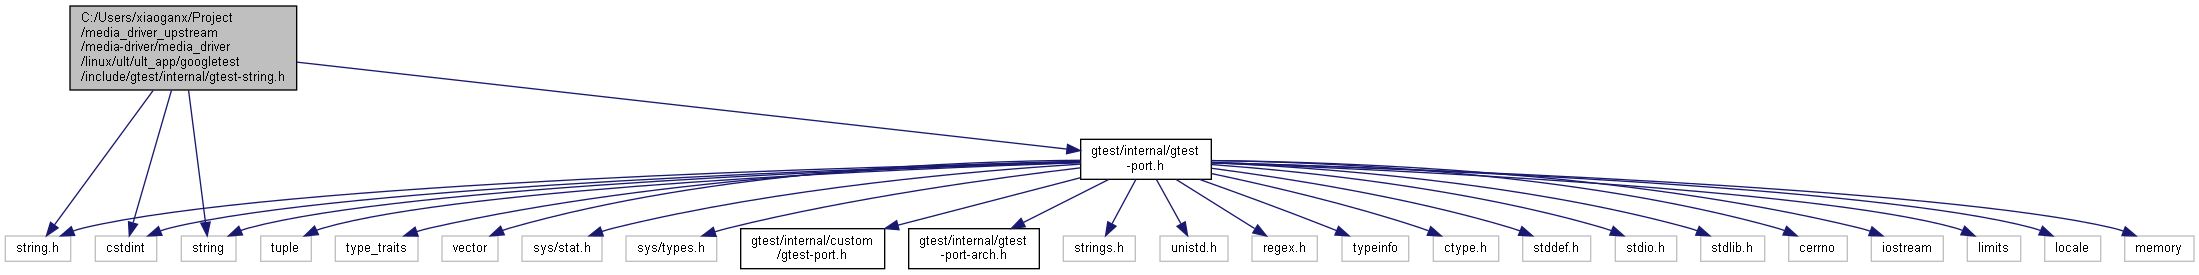 C:/Users/xiaoganx/Project
/media_driver_upstream
/media-driver/media_driver
/linux/ult/ult_app/googletest
/include/gtest/internal/gtest-string.h
gtest/internal/gtest
-port.h
string.h
cstdint
string
tuple
type_traits
vector
sys/stat.h
sys/types.h
gtest/internal/custom
/gtest-port.h
gtest/internal/gtest
-port-arch.h
strings.h
unistd.h
regex.h
typeinfo
ctype.h
stddef.h
stdio.h
stdlib.h
cerrno
iostream
limits
locale
memory